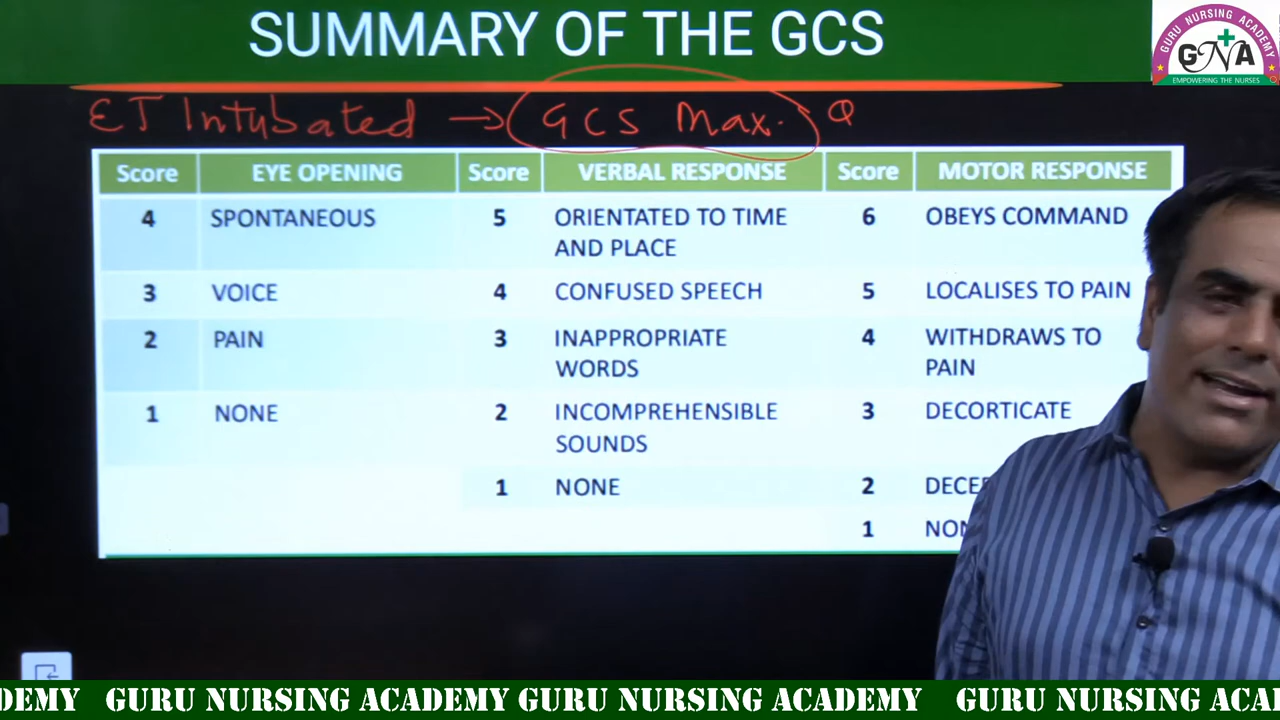 SUMMARY OF THE GCS
GURU NURSING ACADEMY
GNA
EMPOWERING THE NURSES
ET Intubated → GCS Max. Q
Score EYE OPENING Score VERBAL RESPONSE Score MOTOR RESPONSE
4 SPONTANEOUS 5 ORIENTATED TO TIME AND PLACE 6 OBEYS COMMAND
3 VOICE 4 CONFUSED SPEECH 5 LOCALISES TO PAIN
2 PAIN 3 INAPPROPRIATE WORDS 4 WITHDRAWS TO PAIN
1 NONE 2 INCOMPREHENSIBLE SOUNDS 3 DECORTICATE
1 NONE 2
1
DEMY GURU NURSING ACADEMY GURU NURSING ACADEMY GURU NURSING ACA